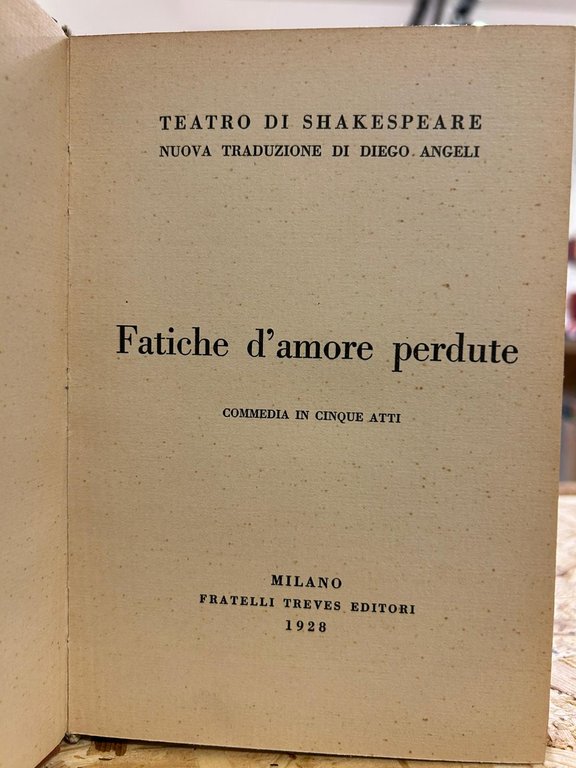 TEATRO DI SHAKESPEARE
NUOVA TRADUZIONE DI DIEGO ANGELI
Fatiche d'amore perdute
COMMEDIA IN CINQUE ATTI
MILANO
FRATELLI TREVES EDITORI
1928